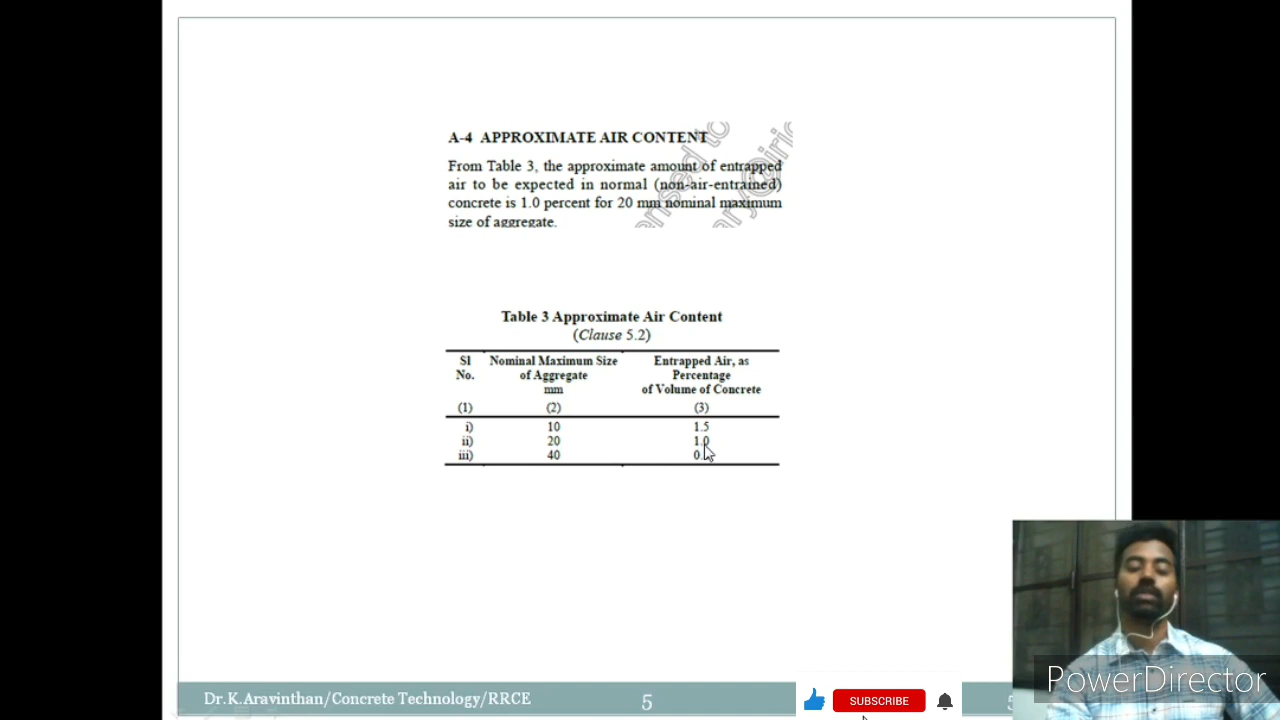 A-4 APPROXIMATE AIR CONTENT
From Table 3, the approximate amount of entrapped
air to be expected in normal (non-air-entrained)
concrete is 1.0 percent for 20 mm nominal maximum
size of aggregate.
Table 3 Approximate Air Content
(Clause 5.2)
Sl No. Nominal Maximum Size of Aggregate mm Entrapped Air, as Percentage of Volume of Concrete
(1) (2) (3)
i) 10 1.5
ii) 20 1.0
iii) 40
Dr.K.Aravinthan/Concrete Technology/RRCE
5
SUBSCRIBE
PowerDirector